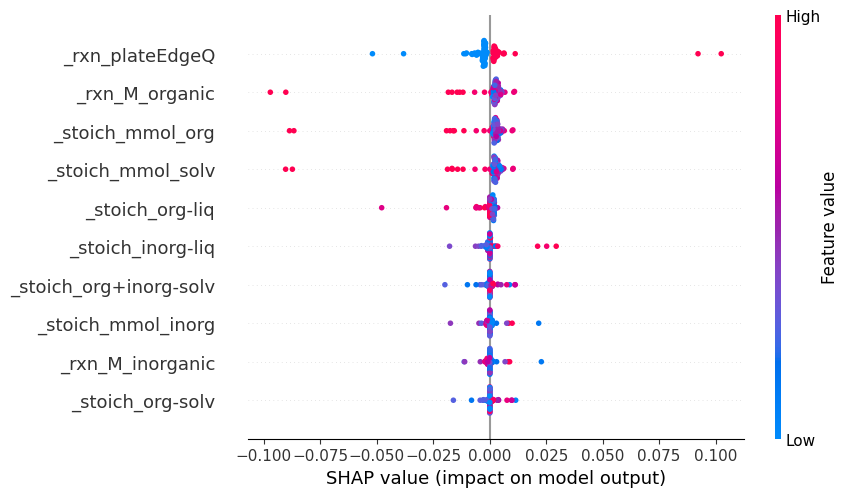 High
_rxn_plateEdgeQ
_rxn_M_organic
_stoich_mmol_org
_stoich_mmol_solv
_stoich_org-liq
_stoich_inorg-liq
_stoich_org+inorg-solv
_stoich_mmol_inorg
_rxn_M_inorganic
_stoich_org-solv
Feature value
Low
−0.100 −0.075 −0.050 −0.025 0.000 0.025 0.050 0.075 0.100
SHAP value (impact on model output)